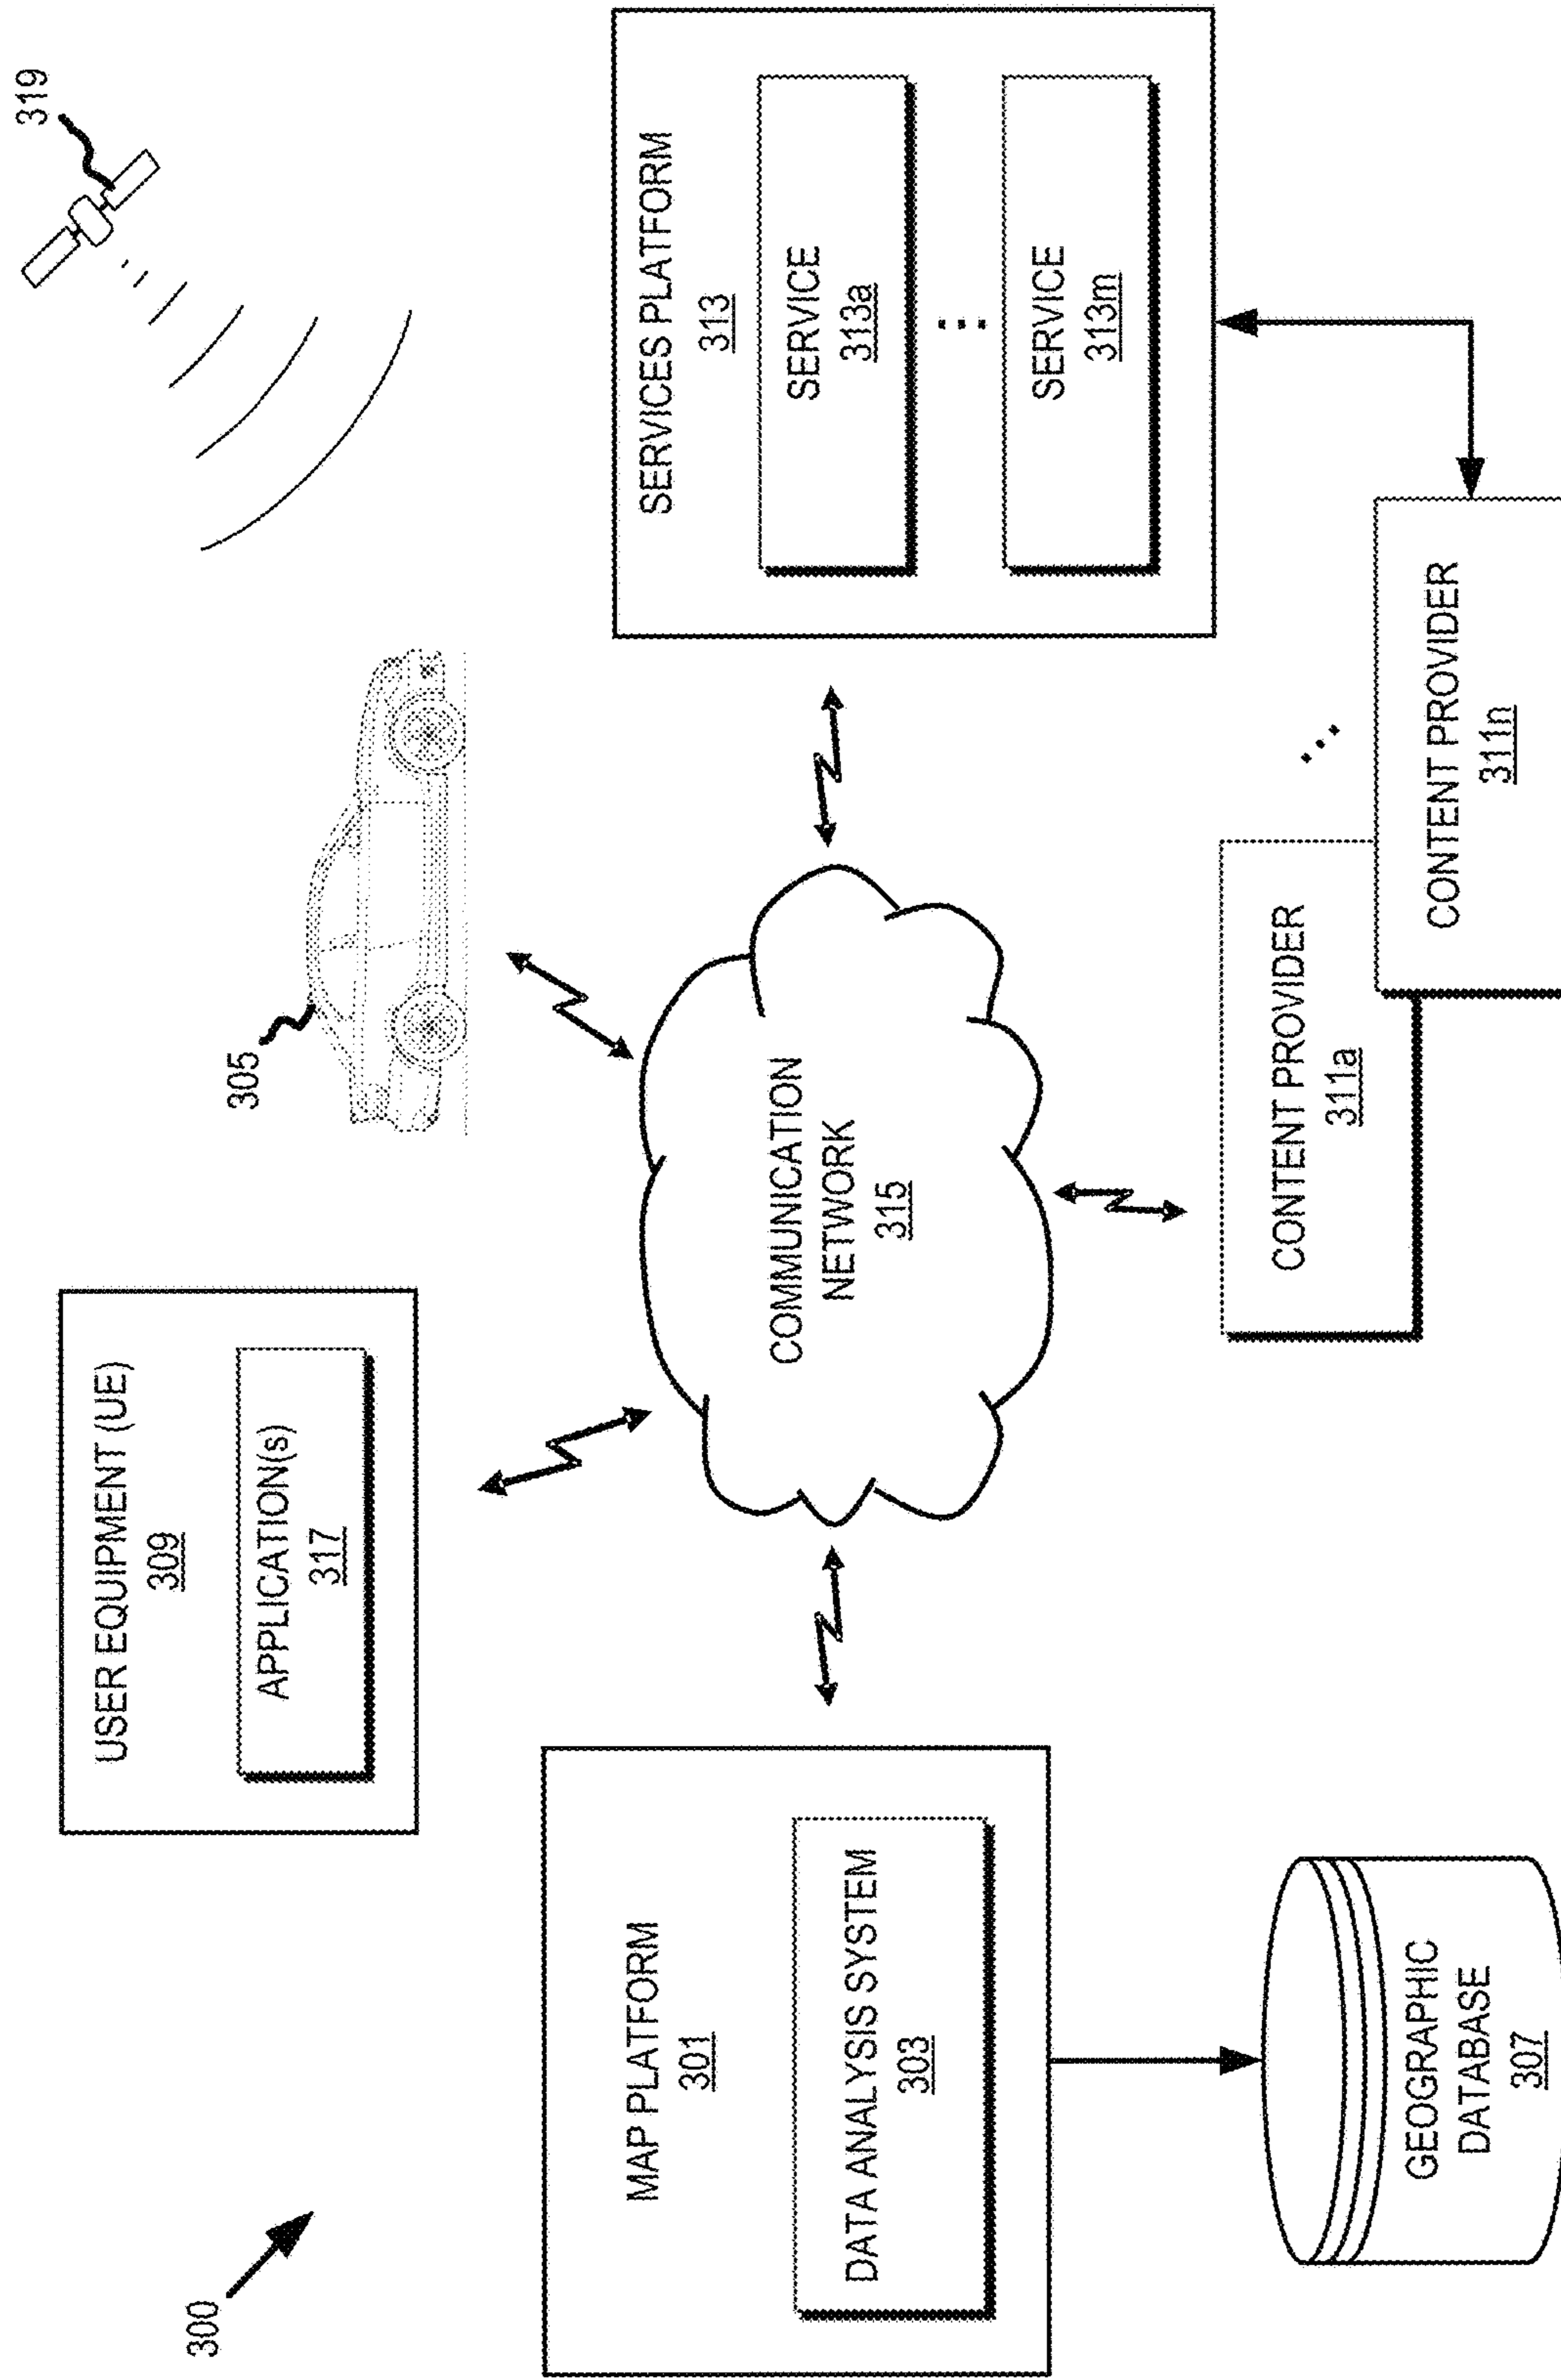 300
USER EQUIPMENT (UE)
309
APPLICATION(s)
317
305
319
MAP PLATFORM
301
DATA ANALYSIS SYSTEM
303
COMMUNICATION
NETWORK
315
SERVICES PLATFORM
313
SERVICE
313a
...
SERVICE
313m
GEOGRAPHIC
DATABASE
307
CONTENT PROVIDER
311a
...
CONTENT PROVIDER
311n